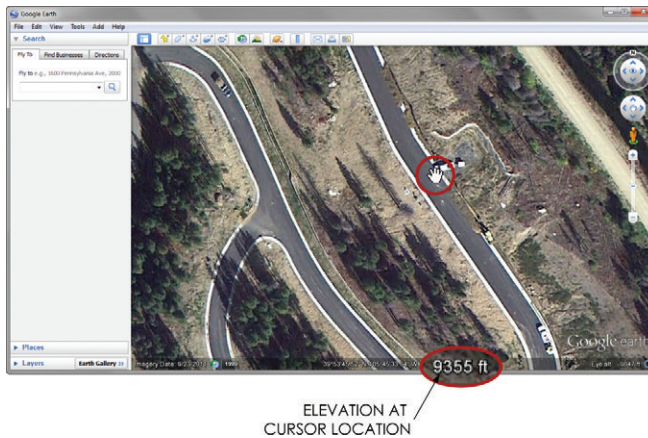 Google Earth
File Edit View Tools Add Help
▼ Search
Fly To Find Businesses Directions
Fly to e.g., 1600 Pennsylvania Ave, 20006
▶ Places
▶ Layers Earth Gallery >>
1999
9355 ft
Google earth
ELEVATION AT
CURSOR LOCATION